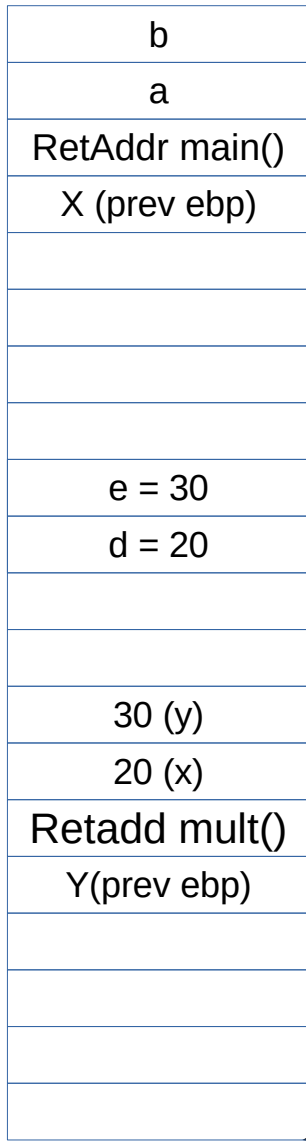 b
a
RetAddr main()
X (prev ebp)
e = 30
d = 20
30 (y)
20 (x)
Retadd mult()
Y(prev ebp)